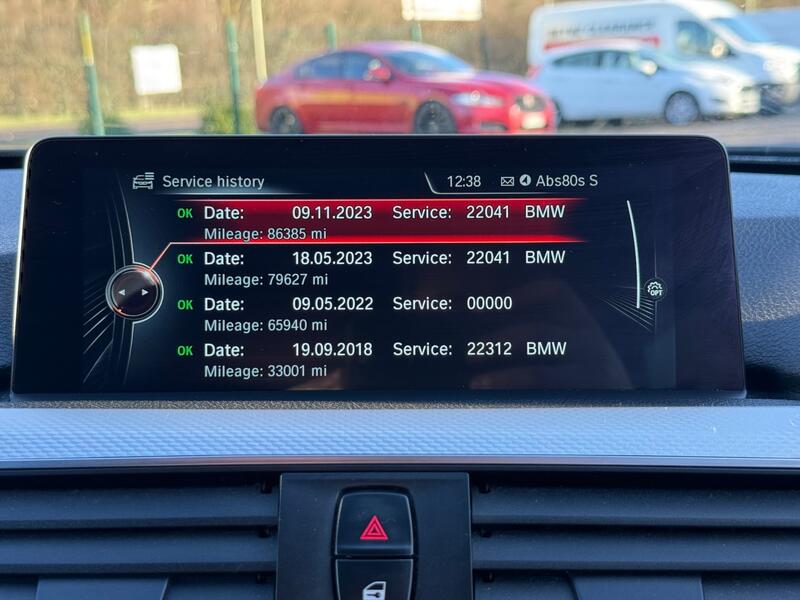 Service history 12:38 Abs80s S
OK Date: 09.11.2023 Service: 22041 BMW
Mileage: 86385 mi
OK Date: 18.05.2023 Service: 22041 BMW
Mileage: 79627 mi
OK Date: 09.05.2022 Service: 00000
Mileage: 65940 mi
OK Date: 19.09.2018 Service: 22312 BMW
Mileage: 33001 mi
OPT